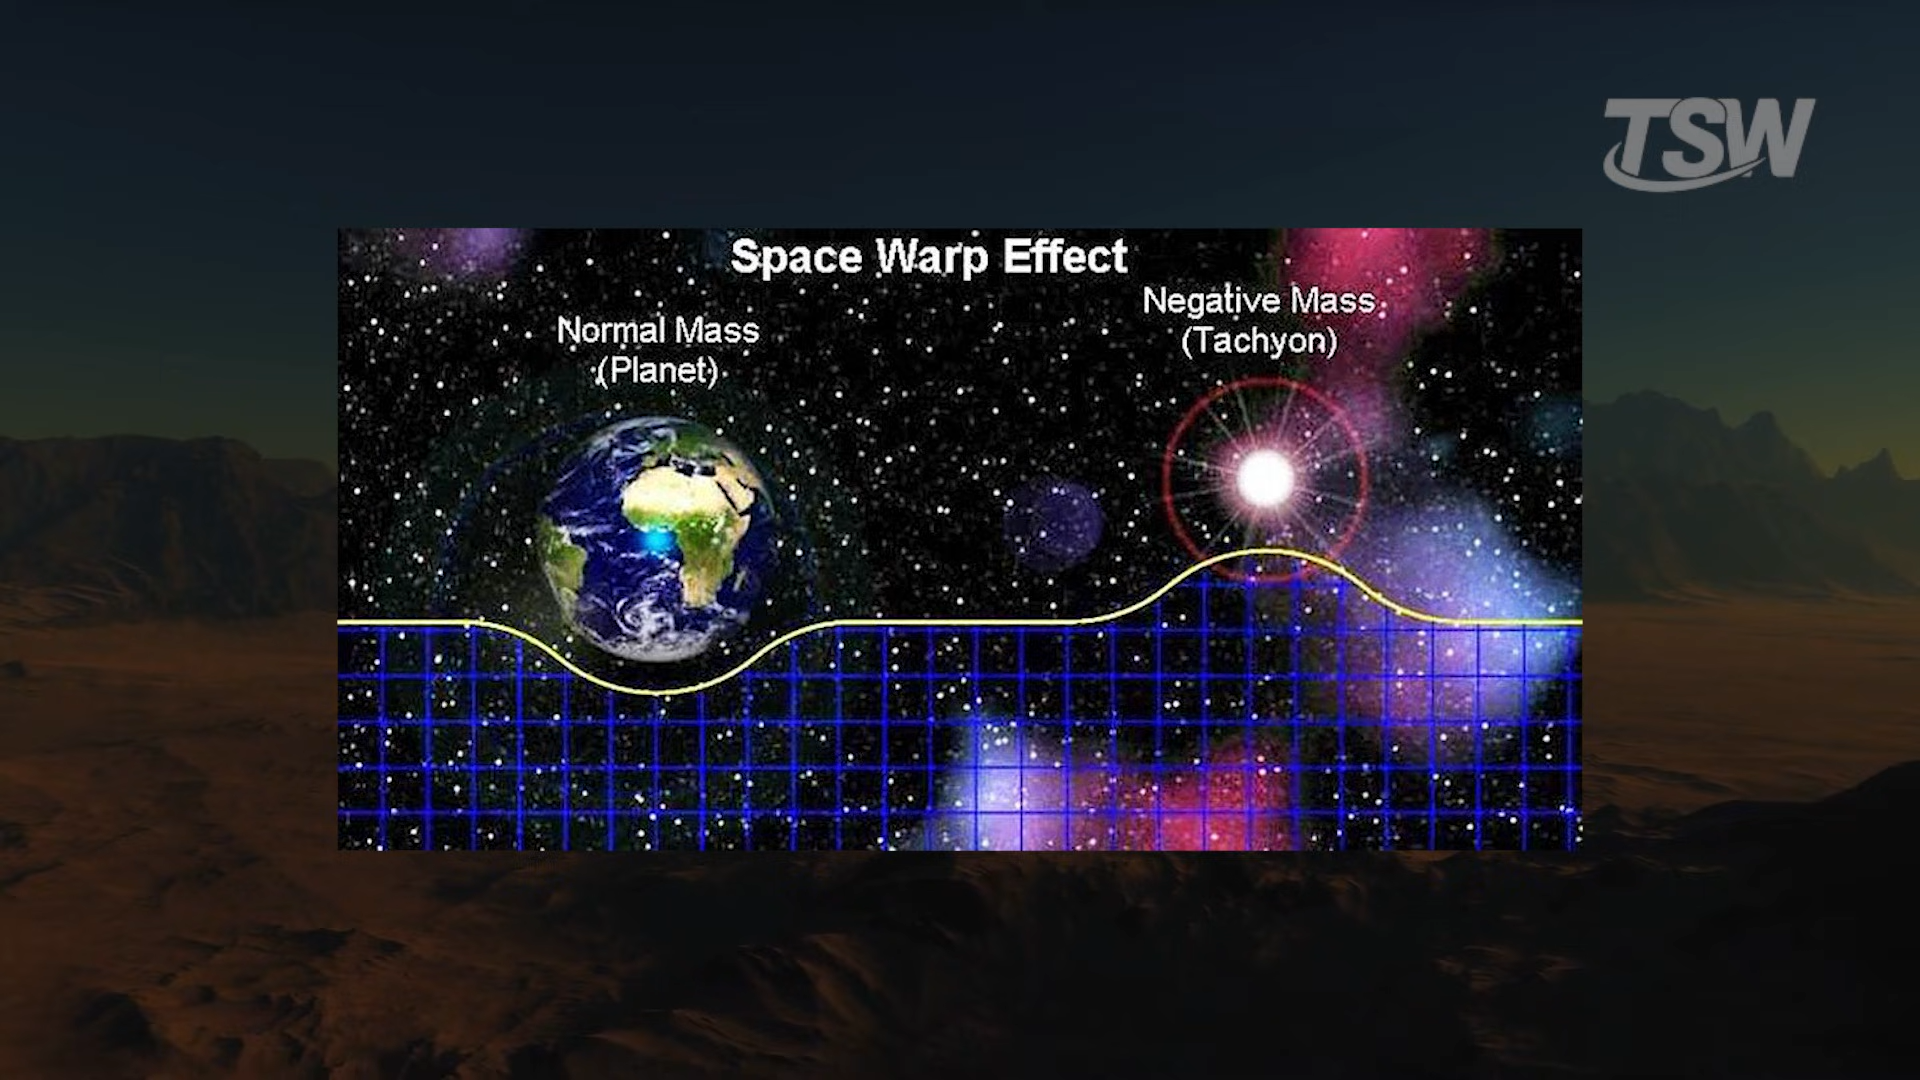 TSW
Space Warp Effect
Negative Mass
(Tachyon)
Normal Mass
(Planet)